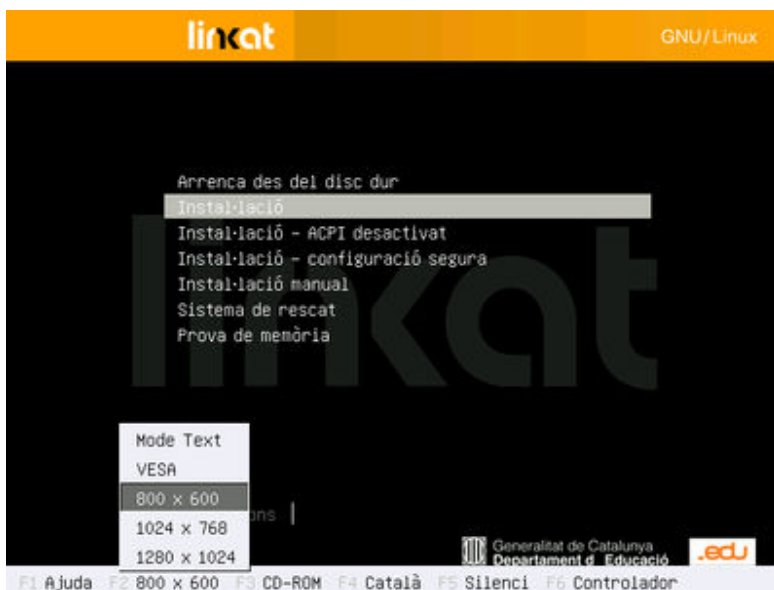 linkat GNU/Linux
Arrenca des del disc dur
Instal·lació
Instal·lació - ACPI desactivat
Instal·lació - configuració segura
Instal·lació manual
Sistema de rescat
Prova de memòria
linkat
Mode Text
VESA
800 x 600
ons
1024 x 768
1280 x 1024
Generalitat de Catalunya
Departament d Educació
.edu
F1 Ajuda F2 800 x 600 F3 CD-ROM F4 Català F5 Silenci F6 Controlador